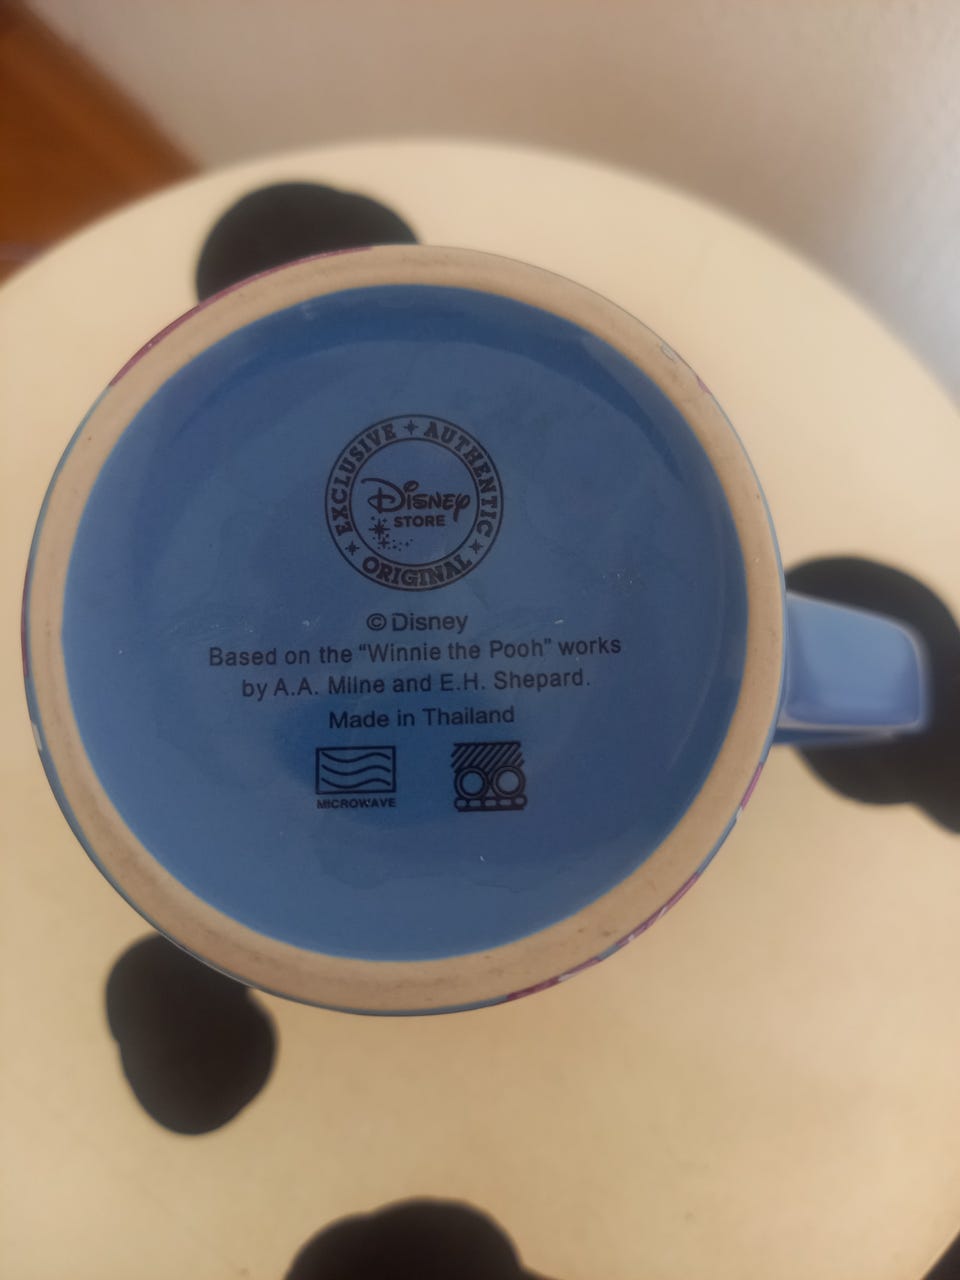 EXCLUSIVE AUTHENTIC
Disney
STORE
ORIGINAL
© Disney
Based on the “Winnie the Pooh” works
by A.A. Milne and E.H. Shepard.
Made in Thailand
MICROWAVE